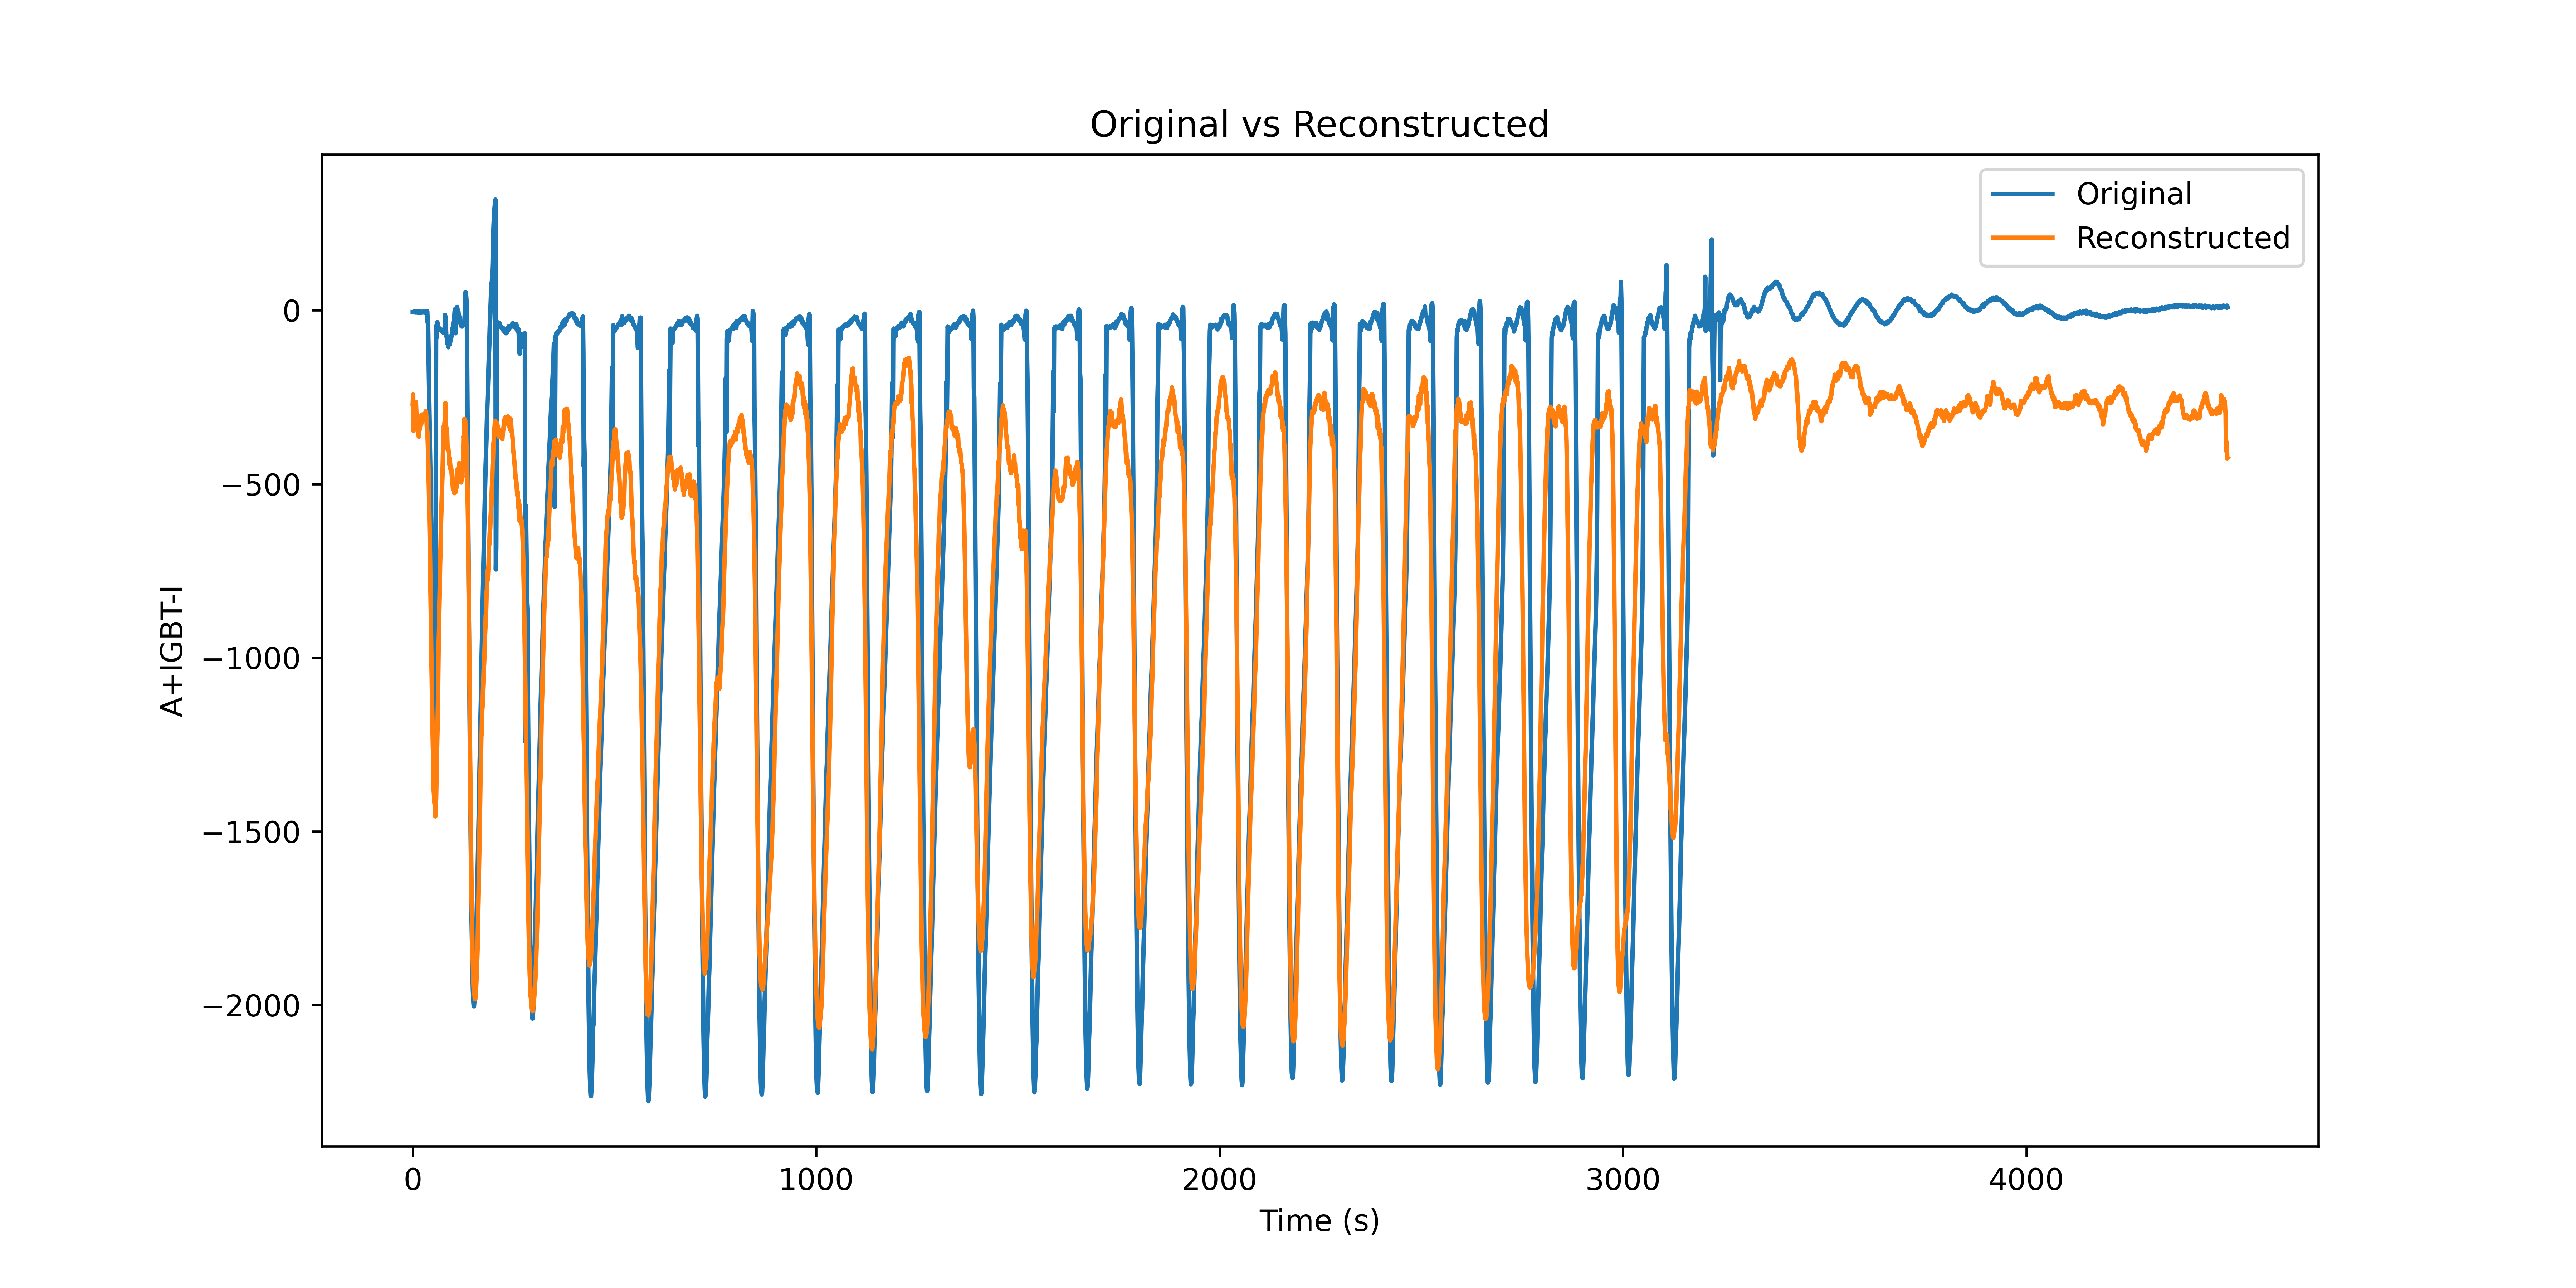 Original vs Reconstructed
Original
Reconstructed
A+IGBT-I
0
−500
−1000
−1500
−2000
0
1000
2000
3000
4000
Time (s)